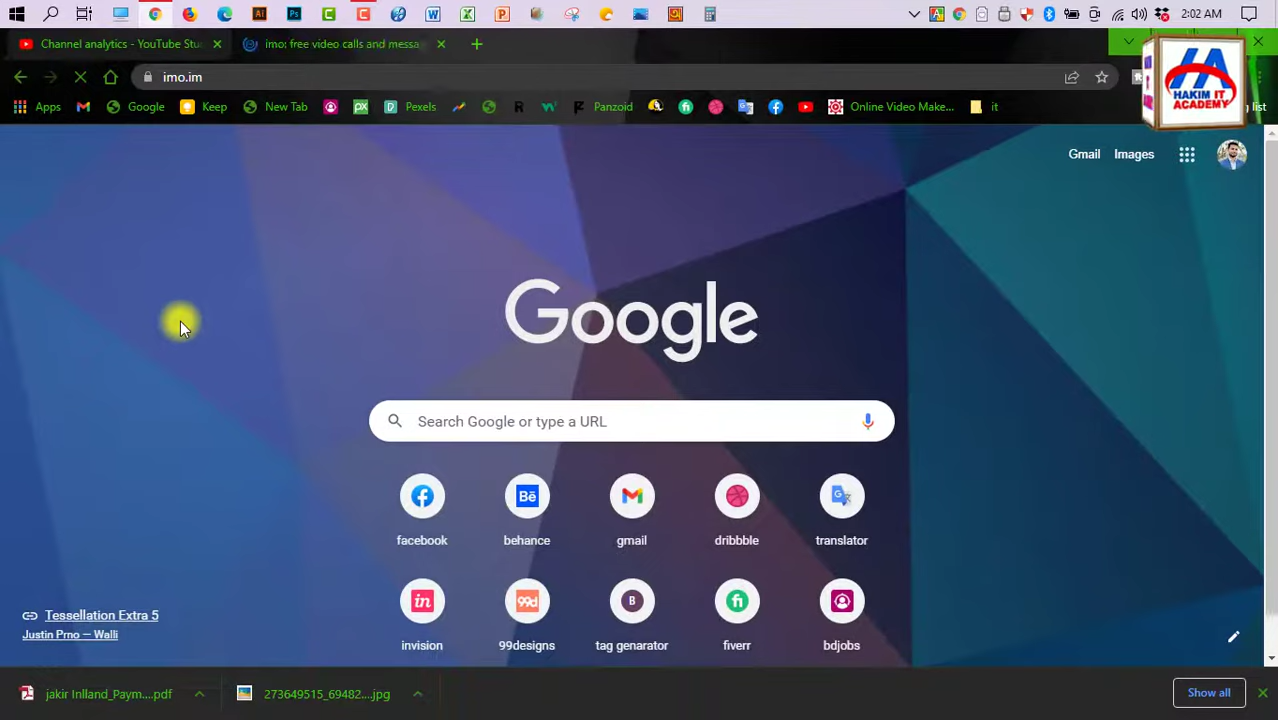 2:02 AM
Channel analytics - YouTube Stu
imo: free video calls and messa
imo.im
Apps
Google
Keep
New Tab
Pexels
Panzoid
Online Video Make...
it
g list
HAKIM IT
ACADEMY
Gmail
Images
Google
Search Google or type a URL
facebook
behance
gmail
dribbble
translator
invision
99designs
tag genarator
fiverr
bdjobs
Tessellation Extra 5
Justin Prno — Walli
jakir Inlland_Paym....pdf
273649515_69482....jpg
Show all